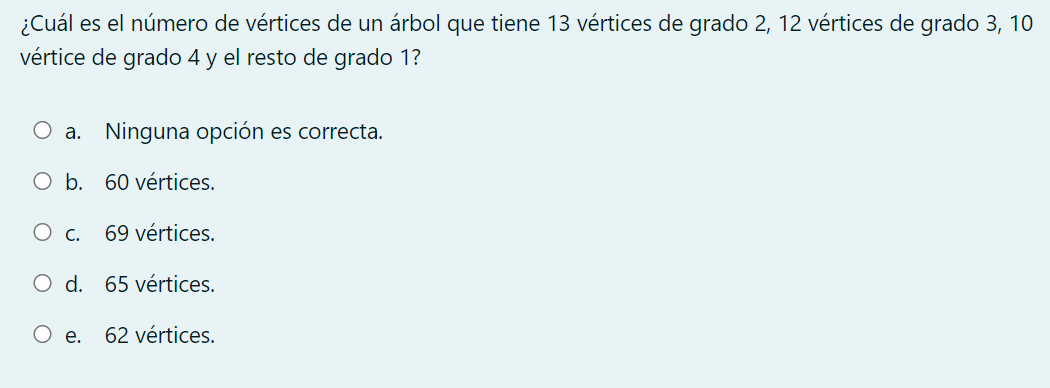 ¿Cuál es el número de vértices de un árbol que tiene 13 vértices de grado 2, 12 vértices de grado 3, 10
vértice de grado 4 y el resto de grado 1?
a. Ninguna opción es correcta.
b. 60 vértices.
c. 69 vértices.
d. 65 vértices.
e. 62 vértices.